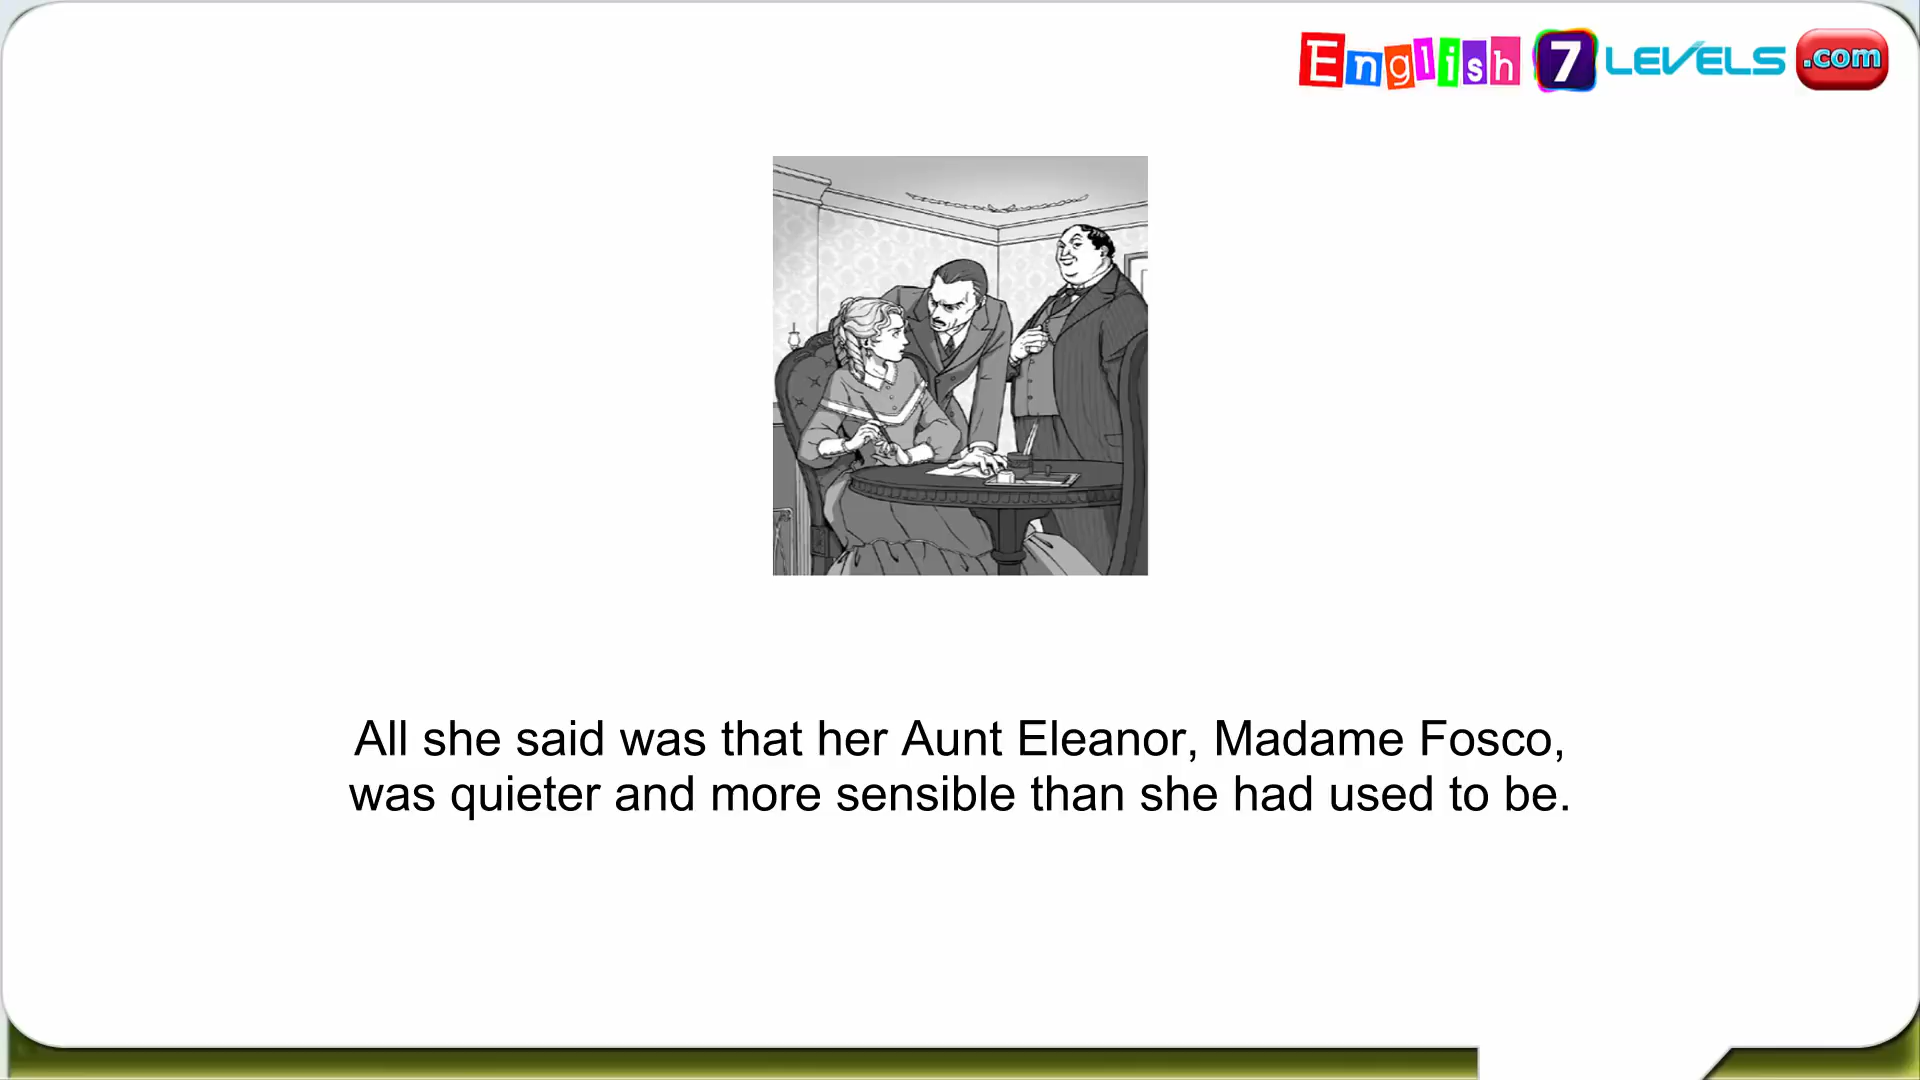 English 7 LEVELS .com
All she said was that her Aunt Eleanor, Madame Fosco,
was quieter and more sensible than she had used to be.